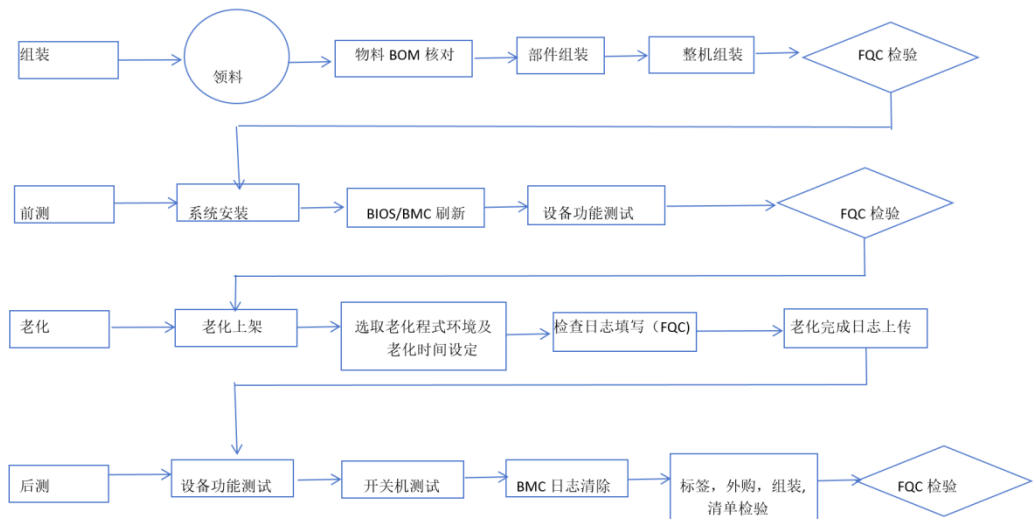 组装
领料
物料 BOM 核对
部件组装
整机组装
FQC 检验
前测
系统安装
BIOS/BMC 刷新
设备功能测试
FQC 检验
老化
老化上架
选取老化程式环境及
老化时间设定
检查日志填写（FQC)
老化完成日志上传
后测
设备功能测试
开关机测试
BMC 日志清除
标签，外购，组装,
清单检验
FQC 检验